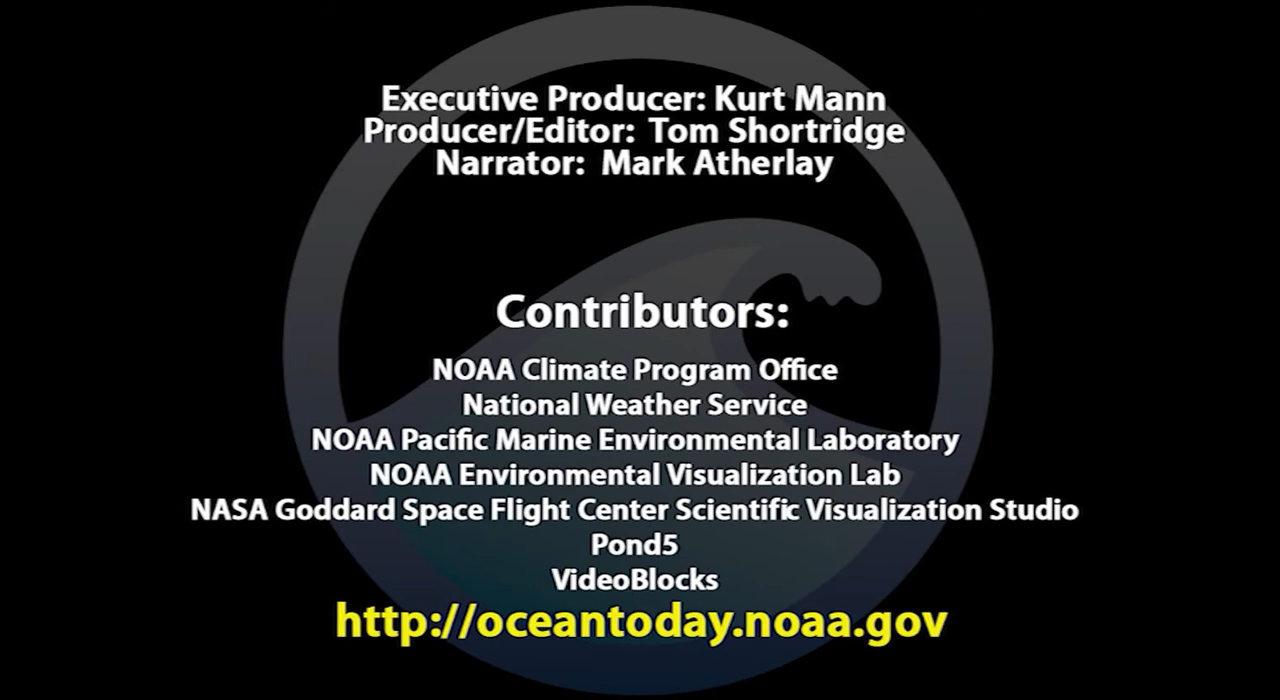 Executive Producer: Kurt Mann
Producer/Editor: Tom Shortridge
Narrator: Mark Atherlay
Contributors:
NOAA Climate Program Office
National Weather Service
NOAA Pacific Marine Environmental Laboratory
NOAA Environmental Visualization Lab
NASA Goddard Space Flight Center Scientific Visualization Studio
Pond5
VideoBlocks
http://oceantoday.noaa.gov